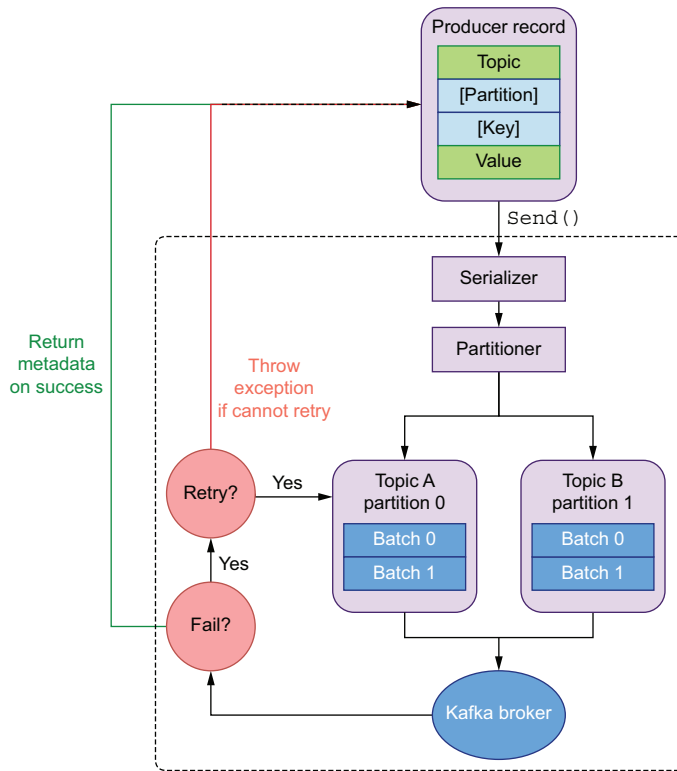 Producer record
Topic
[Partition]
[Key]
Value
Send()
Serializer
Partitioner
Return
metadata
on success
Throw
exception
if cannot retry
Retry?
Yes
Topic A
partition 0
Batch 0
Batch 1
Topic B
partition 1
Batch 0
Batch 1
Yes
Fail?
Kafka broker